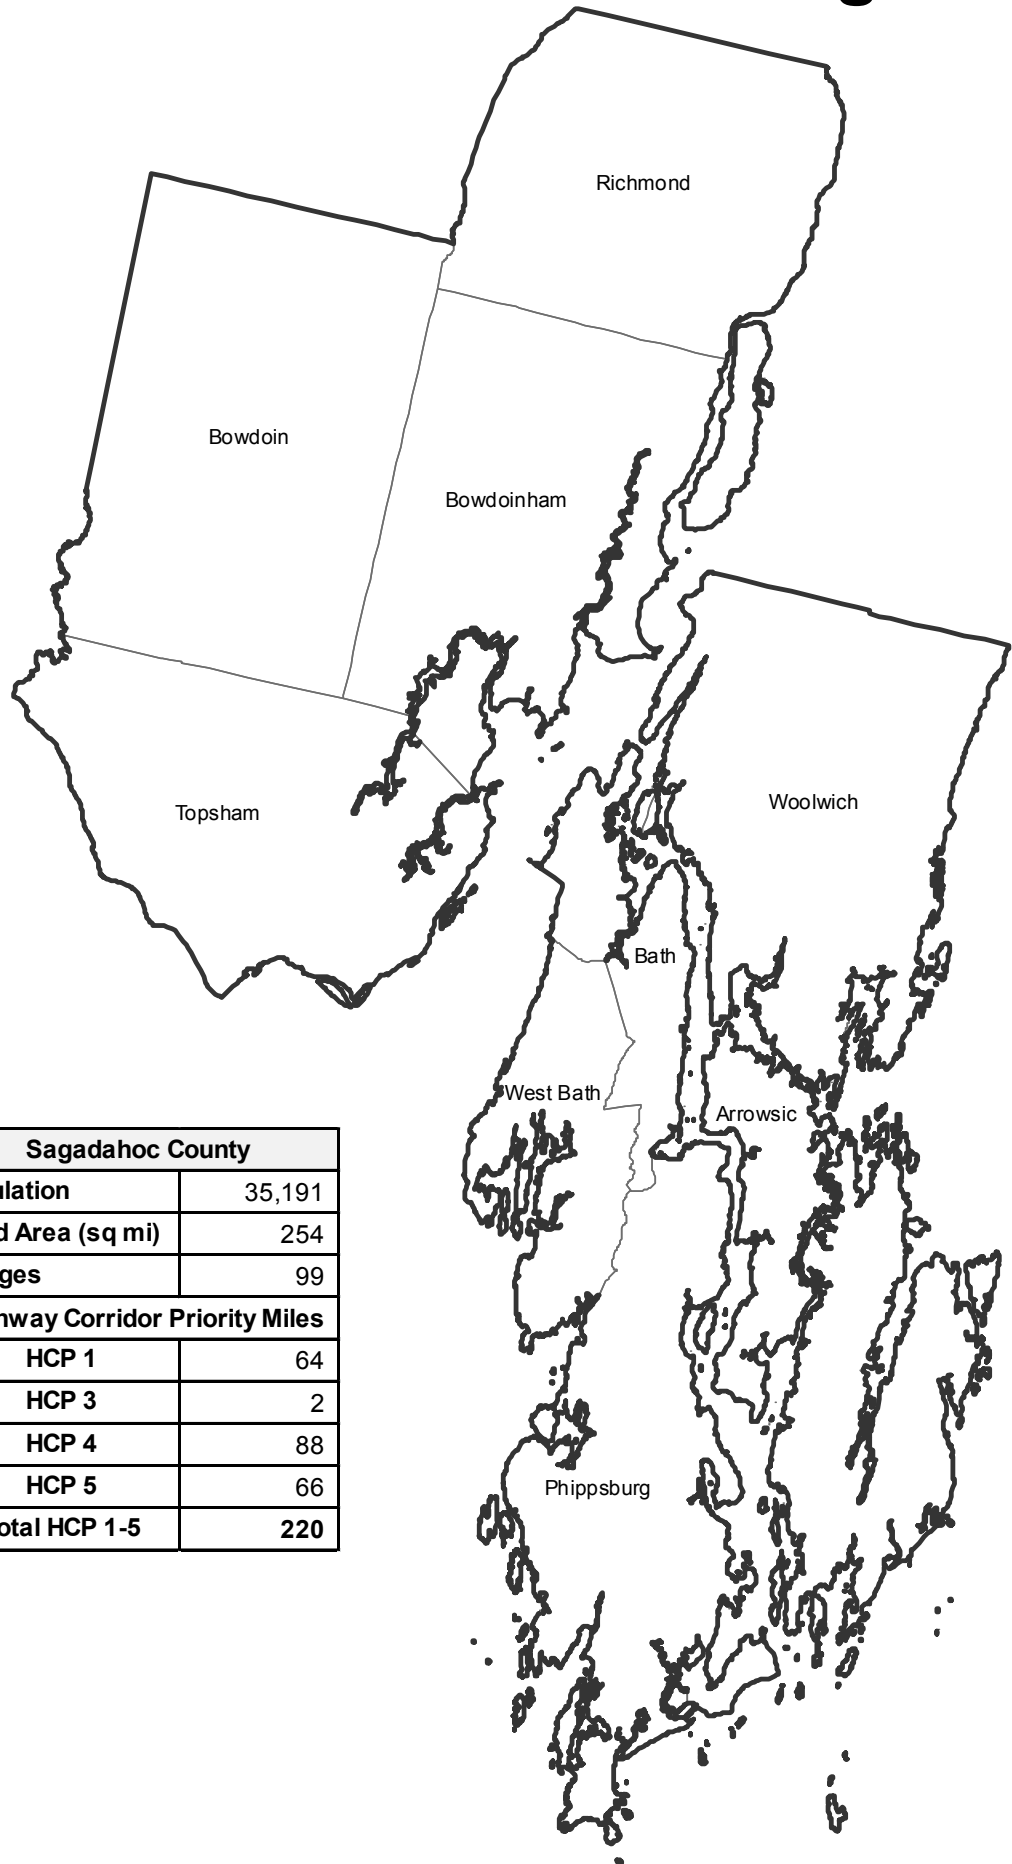 Richmond
Bowdoin
Bowdoinham
Woolwich
Topsham
Bath
West Bath
Arrowsic
Phippsburg
Sagadahoc County
ulation 35,191
d Area (sq mi) 254
ges 99
hway Corridor Priority Miles
HCP 1 64
HCP 3 2
HCP 4 88
HCP 5 66
otal HCP 1-5 220